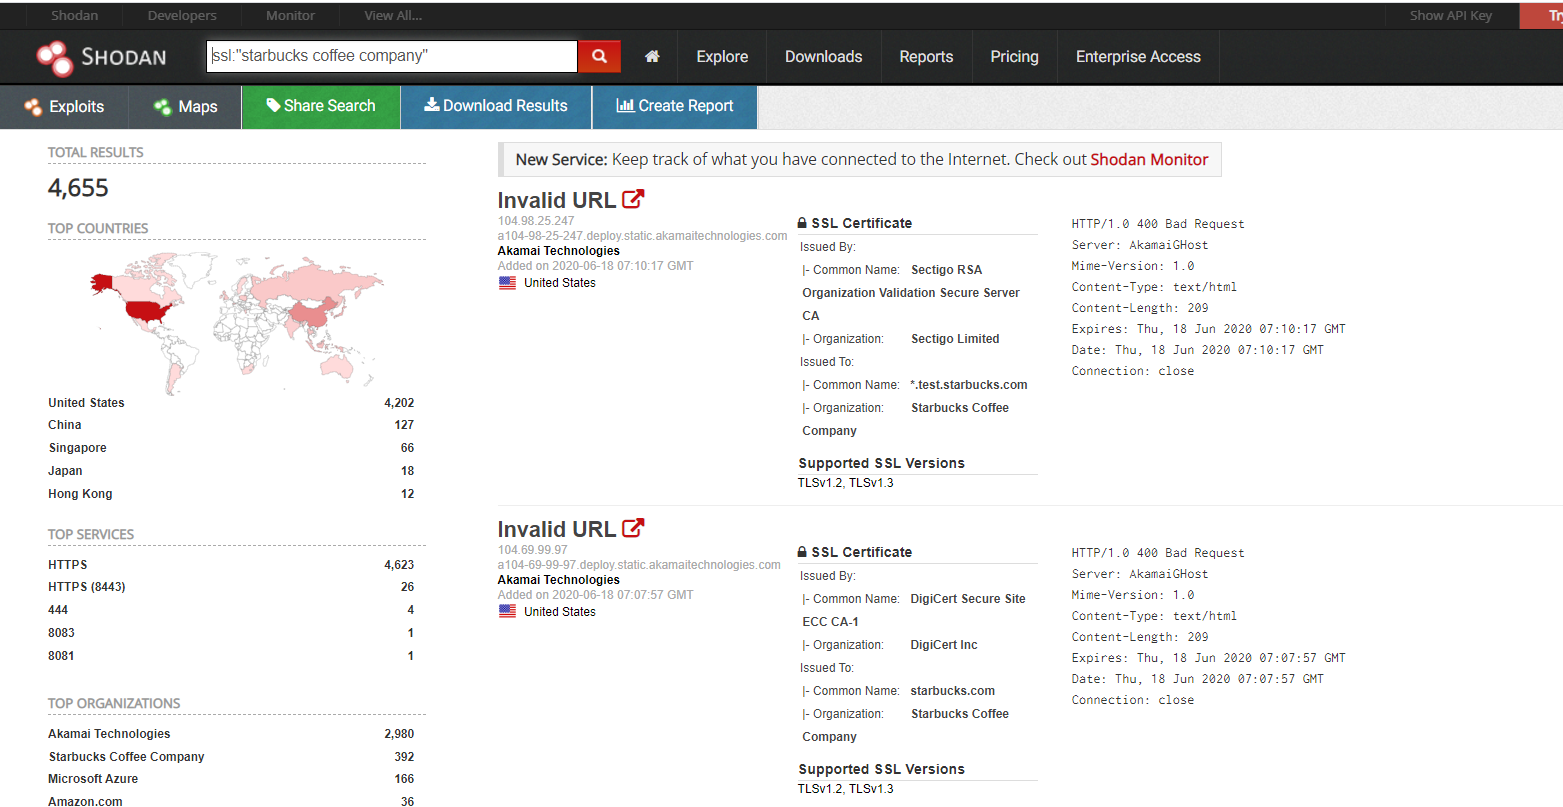 Shodan Developers Monitor View All... Show API Key
SHODAN ssl:"starbucks coffee company" Explore Downloads Reports Pricing Enterprise Access
Exploits Maps Share Search Download Results Create Report
TOTAL RESULTS
4,655
TOP COUNTRIES
United States 4,202
China 127
Singapore 66
Japan 18
Hong Kong 12
TOP SERVICES
HTTPS 4,623
HTTPS (8443) 26
444 4
8083 1
8081 1
TOP ORGANIZATIONS
Akamai Technologies 2,980
Starbucks Coffee Company 392
Microsoft Azure 166
Amazon.com 36
New Service: Keep track of what you have connected to the Internet. Check out Shodan Monitor
Invalid URL
104.98.25.247
a104-98-25-247.deploy.static.akamaitechnologies.com
Akamai Technologies
Added on 2020-06-18 07:10:17 GMT
United States
SSL Certificate
Issued By:
|- Common Name: Sectigo RSA
Organization Validation Secure Server
CA
|- Organization: Sectigo Limited
Issued To:
|- Common Name: *.test.starbucks.com
|- Organization: Starbucks Coffee
Company
Supported SSL Versions
TLSv1.2, TLSv1.3
HTTP/1.0 400 Bad Request
Server: AkamaiGHost
Mime-Version: 1.0
Content-Type: text/html
Content-Length: 209
Expires: Thu, 18 Jun 2020 07:10:17 GMT
Date: Thu, 18 Jun 2020 07:10:17 GMT
Connection: close
Invalid URL
104.69.99.97
a104-69-99-97.deploy.static.akamaitechnologies.com
Akamai Technologies
Added on 2020-06-18 07:07:57 GMT
United States
SSL Certificate
Issued By:
|- Common Name: DigiCert Secure Site
ECC CA-1
|- Organization: DigiCert Inc
Issued To:
|- Common Name: starbucks.com
|- Organization: Starbucks Coffee
Company
Supported SSL Versions
TLSv1.2, TLSv1.3
HTTP/1.0 400 Bad Request
Server: AkamaiGHost
Mime-Version: 1.0
Content-Type: text/html
Content-Length: 209
Expires: Thu, 18 Jun 2020 07:07:57 GMT
Date: Thu, 18 Jun 2020 07:07:57 GMT
Connection: close